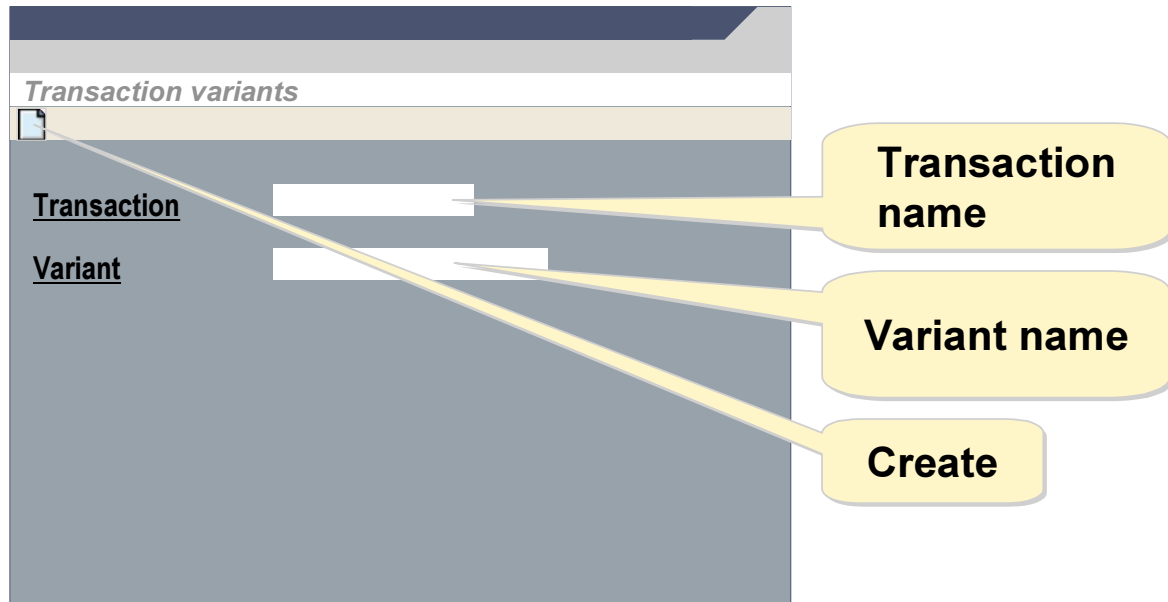 Transaction variants
Transaction
Variant
Transaction
name
Variant name
Create